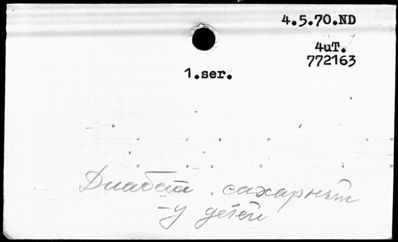 4.5.70.ND
4uT.
772163
1.ser.
Диабет сахарный
- у детей